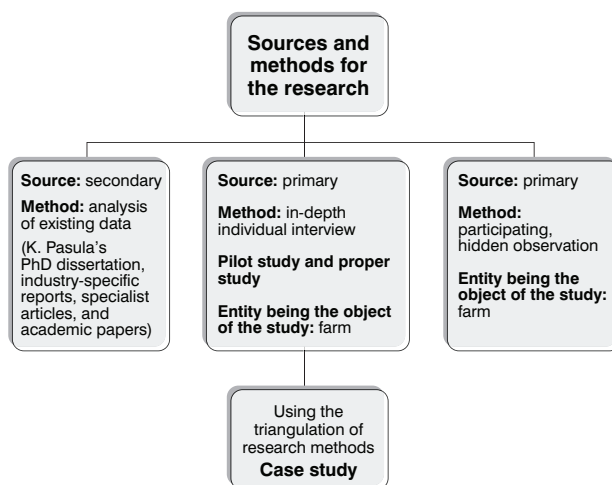 Sources and
methods for
the research
Source: secondary
Method: analysis
of existing data
(K. Pasula's
PhD dissertation,
industry-specific
reports, specialist
articles, and
academic papers)
Source: primary
Method: in-depth
individual interview
Pilot study and proper
study
Entity being the object
of the study: farm
Source: primary
Method:
participating,
hidden observation
Entity being the
object of the study:
farm
Using the
triangulation of
research methods
Case study